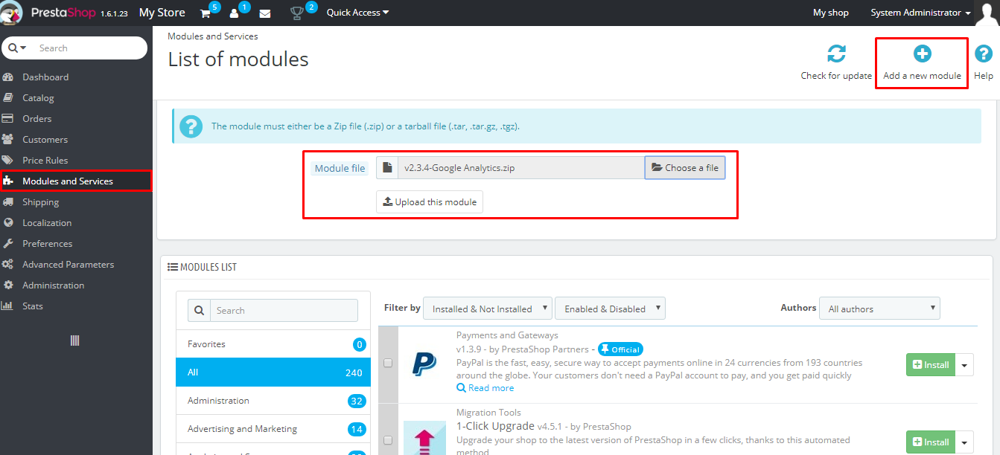 PrestaShop 1.6.1.23 My Store 5 1 2 Quick Access My shop System Administrator
Search
Dashboard
Catalog
Orders
Customers
Price Rules
Modules and Services
Shipping
Localization
Preferences
Advanced Parameters
Administration
Stats
Modules and Services
List of modules
Check for update Add a new module Help
? The module must either be a Zip file (.zip) or a tarball file (.tar, .tar.gz, .tgz).
Module file v2.3.4-Google Analytics.zip Choose a file
Upload this module
MODULES LIST
Search
Favorites 0
All 240
Administration 32
Advertising and Marketing 14
Filter by Installed & Not Installed Enabled & Disabled Authors All authors
Payments and Gateways
v1.3.9 - by PrestaShop Partners - Official
PayPal is the fast, easy, secure way to accept payments online in 24 currencies from 193 countries
around the globe. Your customers don't need a PayPal account to pay, and you get paid quickly
Read more
Install
Migration Tools
1-Click Upgrade v4.5.1 - by PrestaShop
Upgrade your shop to the latest version of PrestaShop in a few clicks, thanks to this automated
method
Install